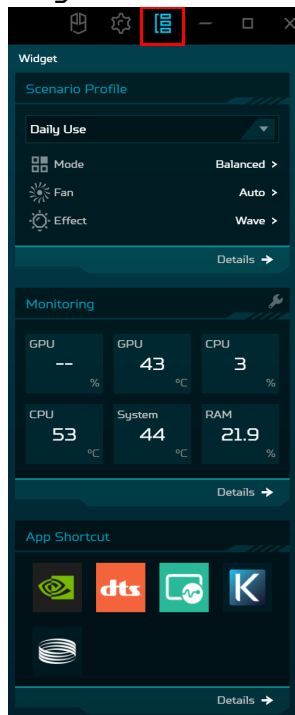 Widget
Scenario Profile
Daily Use
Mode Balanced >
Fan Auto >
Effect Wave >
Details →
Monitoring
GPU GPU CPU
-- 43 3
% °C %
CPU System RAM
53 44 21.9
°C °C %
Details →
App Shortcut
dts K
Details →